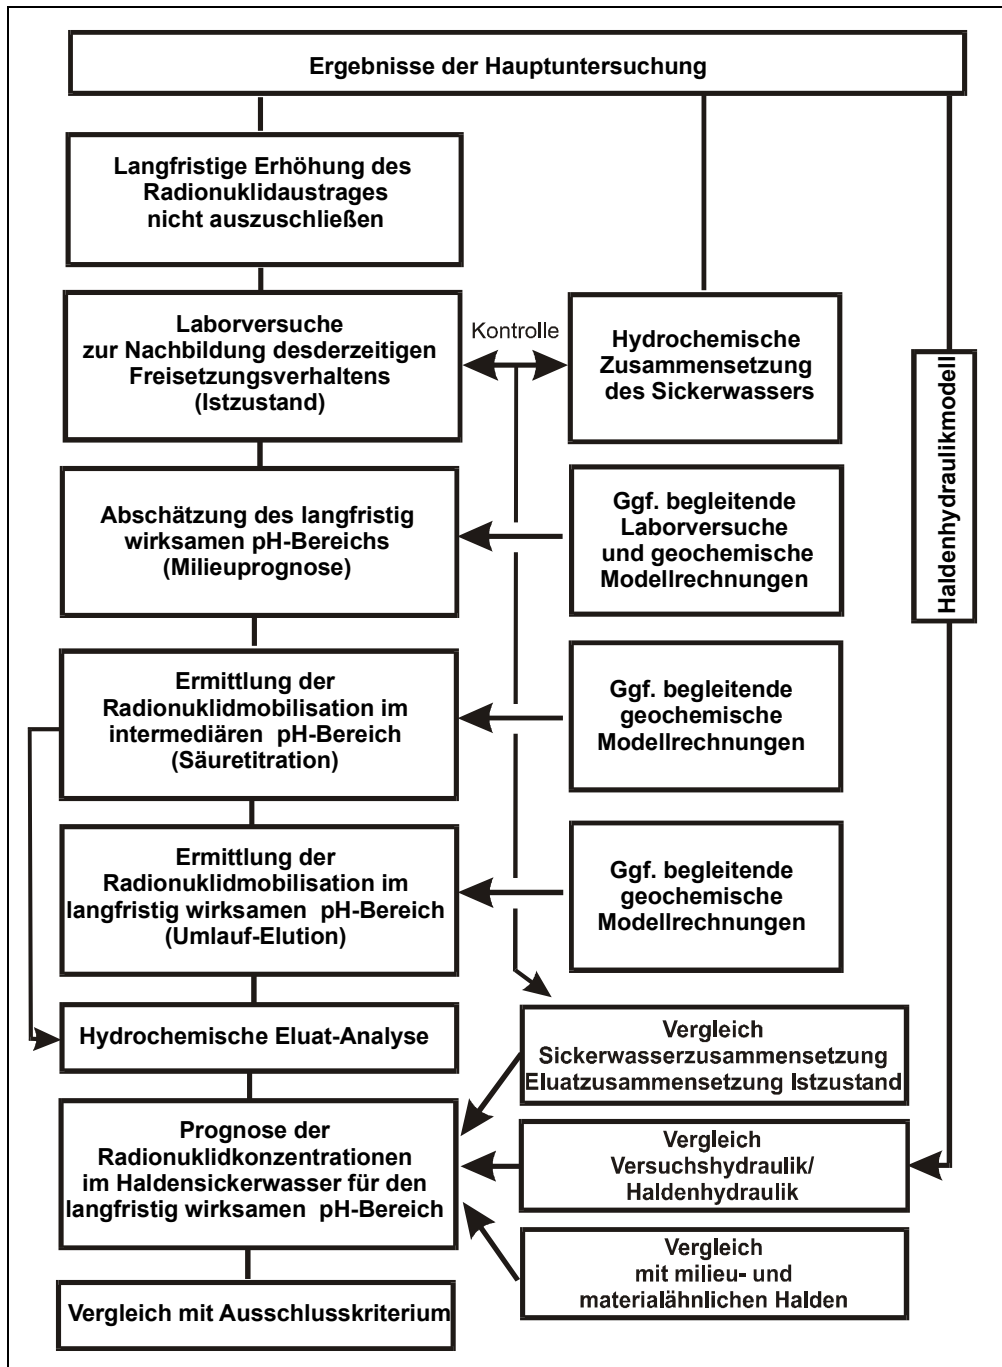 Ergebnisse der Hauptuntersuchung
Langfristige Erhöhung des
Radionuklidaustrages
nicht auszuschließen
Laborversuche
zur Nachbildung desderzeitigen
Freisetzungsverhaltens
(Istzustand)
Kontrolle
Hydrochemische
Zusammensetzung
des Sickerwassers
Haldenhydraulikmodell
Abschätzung des langfristig
wirksamen pH-Bereichs
(Milieuprognose)
Ggf. begleitende
Laborversuche
und geochemische
Modellrechnungen
Ermittlung der
Radionuklidmobilisation im
intermediären pH-Bereich
(Säuretitration)
Ggf. begleitende
geochemische
Modellrechnungen
Ermittlung der
Radionuklidmobilisation im
langfristig wirksamen pH-Bereich
(Umlauf-Elution)
Ggf. begleitende
geochemische
Modellrechnungen
Hydrochemische Eluat-Analyse
Vergleich
Sickerwasserzusammensetzung
Eluatzusammensetzung Istzustand
Prognose der
Radionuklidkonzentrationen
im Haldensickerwasser für den
langfristig wirksamen pH-Bereich
Vergleich
Versuchshydraulik/
Haldenhydraulik
Vergleich
mit milieu- und
materialähnlichen Halden
Vergleich mit Ausschlusskriterium